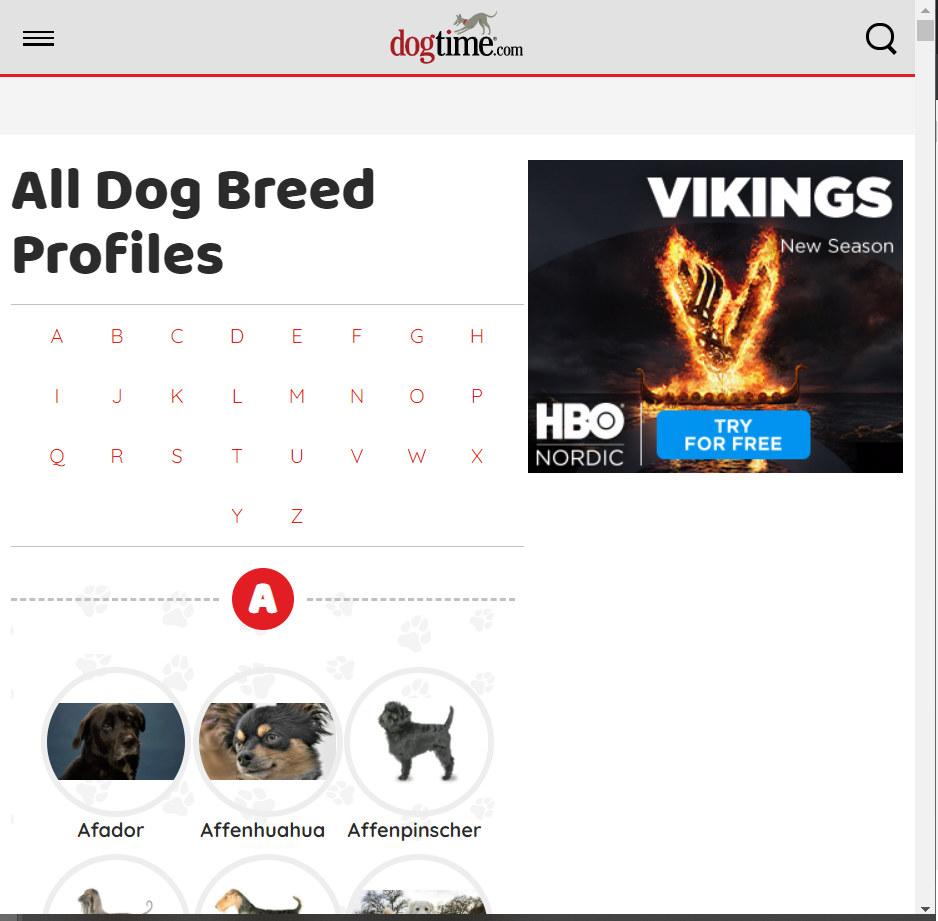 dogtime.com
All Dog Breed
Profiles
A B C D E F G H
I J K L M N O P
Q R S T U V W X
Y Z
A
Afador Affenhuahua Affenpinscher
VIKINGS
New Season
HBO
NORDIC
TRY
FOR FREE